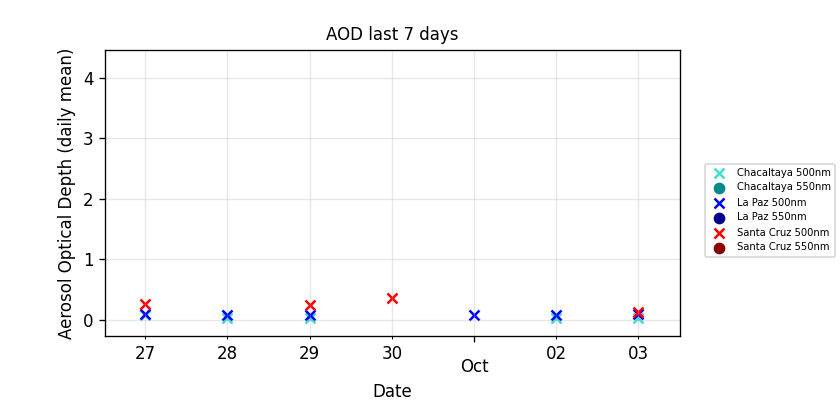 AOD last 7 days
Aerosol Optical Depth (daily mean)
4
3
2
1
0
27 28 29 30 Oct 02 03
Date
Chacaltaya 500nm
Chacaltaya 550nm
La Paz 500nm
La Paz 550nm
Santa Cruz 500nm
Santa Cruz 550nm